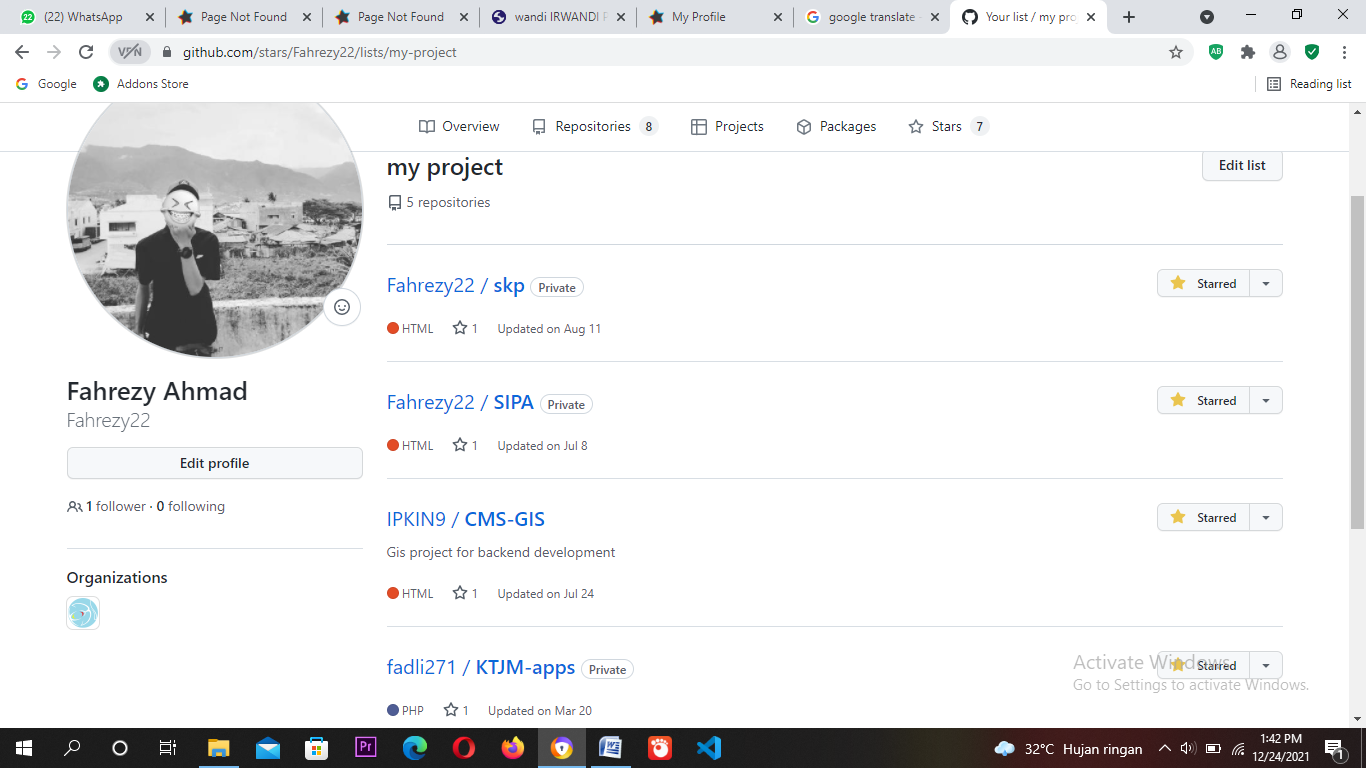 (22) WhatsApp
Page Not Found
Page Not Found
wandi IRWANDI
My Profile
google translate
Your list / my pro
VPN
github.com/stars/Fahrezy22/lists/my-project
AB
Google
Addons Store
Reading list
Overview
Repositories 8
Projects
Packages
Stars 7
my project
Edit list
5 repositories
Fahrezy22 / skp Private
Starred
HTML 1 Updated on Aug 11
Fahrezy22 / SIPA Private
Starred
HTML 1 Updated on Jul 8
IPKIN9 / CMS-GIS
Starred
Gis project for backend development
HTML 1 Updated on Jul 24
fadli271 / KTJM-apps Private
Starred
PHP 1 Updated on Mar 20
Fahrezy Ahmad
Fahrezy22
Edit profile
1 follower · 0 following
Organizations
Activate Windows
Go to Settings to activate Windows.
Pr
32°C Hujan ringan
1:42 PM
12/24/2021
1